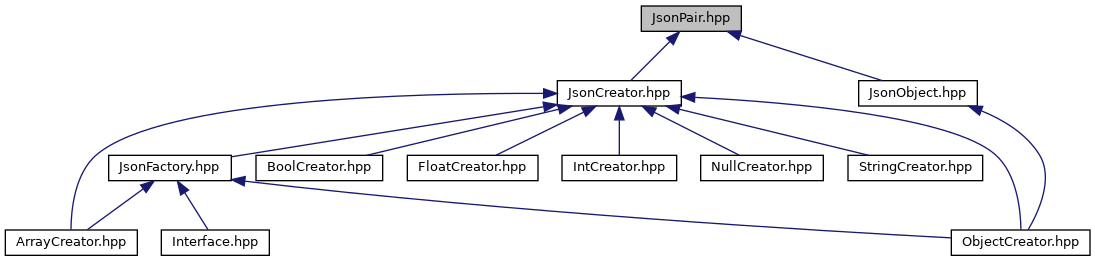 JsonPair.hpp
JsonCreator.hpp
JsonObject.hpp
JsonFactory.hpp
BoolCreator.hpp
FloatCreator.hpp
IntCreator.hpp
NullCreator.hpp
StringCreator.hpp
ArrayCreator.hpp
Interface.hpp
ObjectCreator.hpp